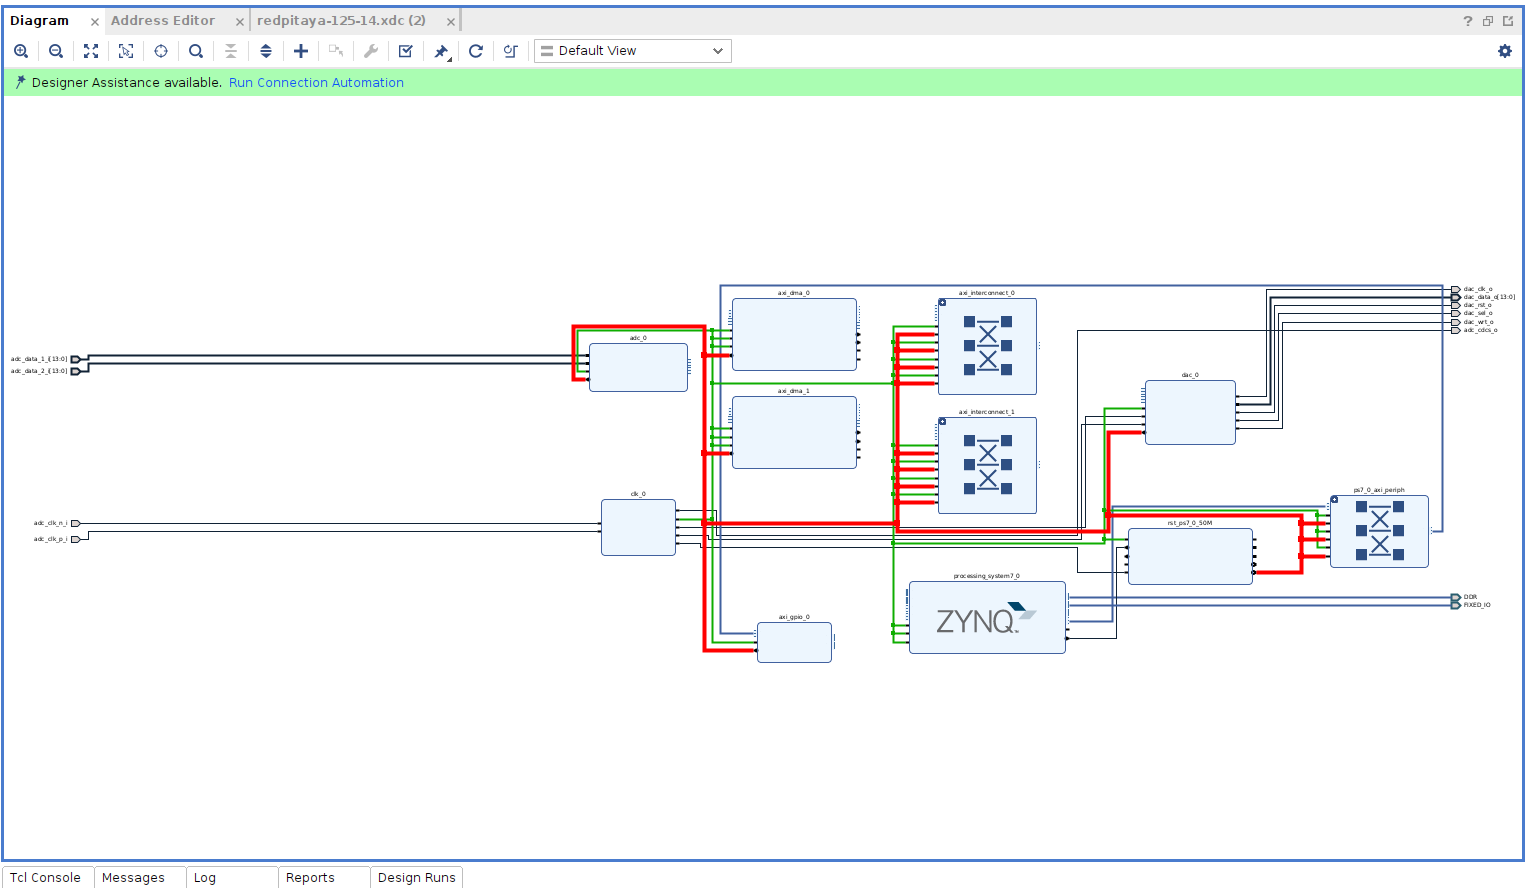 Diagram
Address Editor
redpitaya-125-14.xdc (2)
Default View
Designer Assistance available. Run Connection Automation
axi_dma_0
axi_interconnect_0
dac_clk_o
dac_data_o[13:0]
dac_rst_o
dac_sel_o
dac_wrt_o
adc_cdcs_o
adc_0
adc_data_1_i[13:0]
adc_data_2_i[13:0]
dac_0
axi_dma_1
axi_interconnect_1
clk_0
ps7_0_axi_periph
adc_clk_n_i
adc_clk_p_i
rst_ps7_0_50M
processing_system7_0
ZYNQ
DDR
FIXED_IO
axi_gpio_0
Tcl Console
Messages
Log
Reports
Design Runs